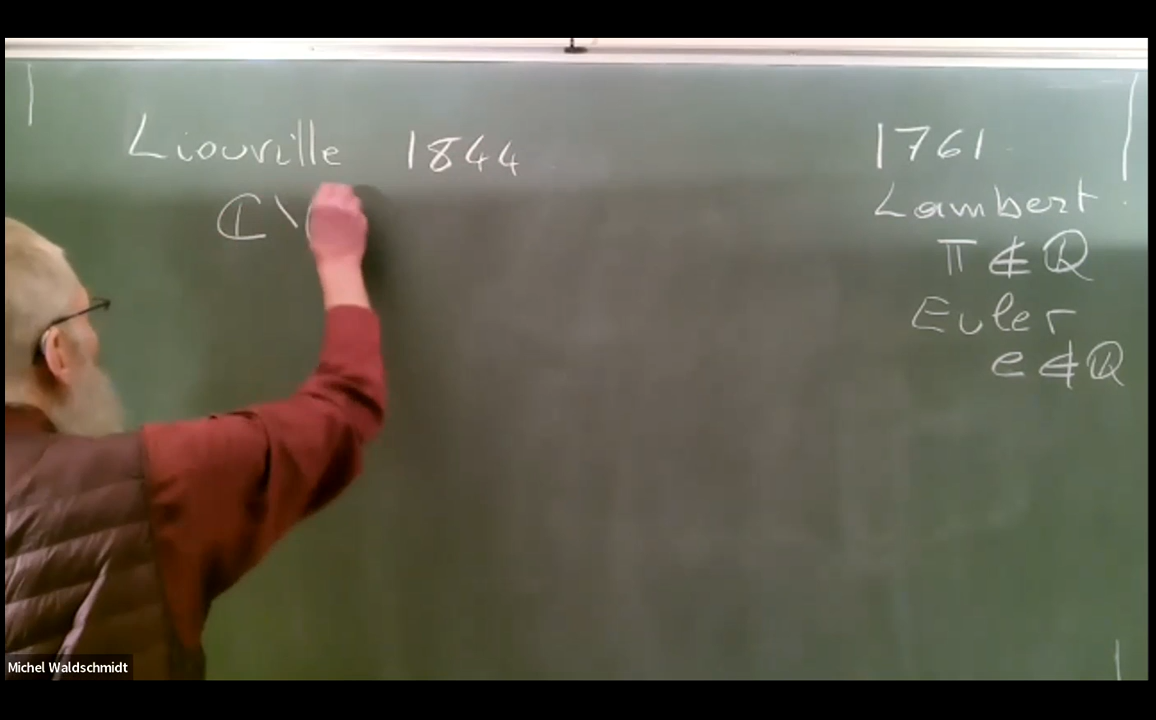 Liouville 1844
ℂ\
1761
Lambert.
π ∉ ℚ
Euler
e ∉ ℚ
Michel Waldschmidt